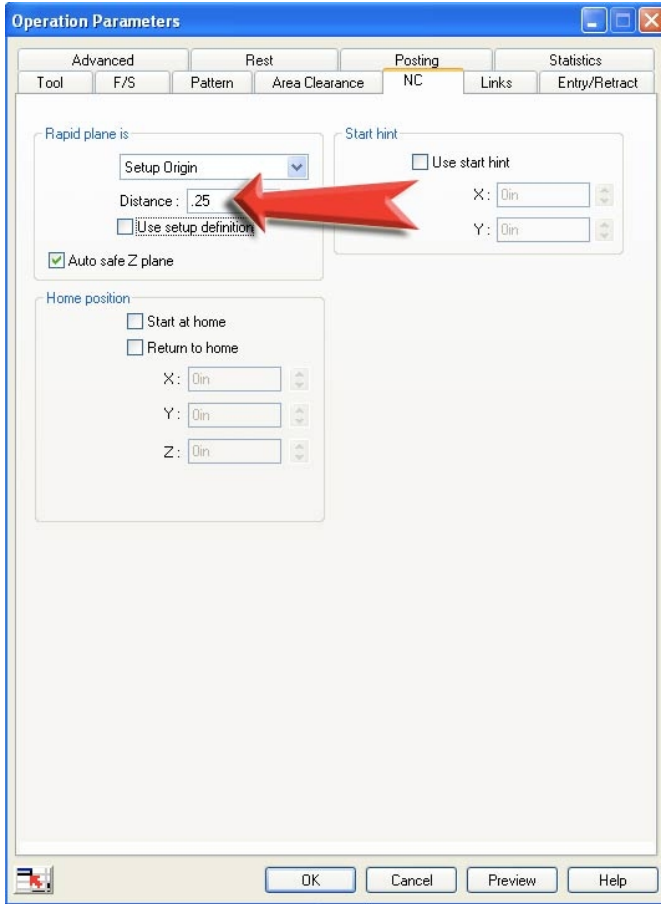 Operation Parameters
Advanced Rest Posting Statistics
Tool F/S Pattern Area Clearance NC Links Entry/Retract
Rapid plane is
Setup Origin
Distance : .25
Use setup definition
Auto safe Z plane
Start hint
Use start hint
X : 0in
Y : 0in
Home position
Start at home
Return to home
X : 0in
Y : 0in
Z : 0in
OK Cancel Preview Help